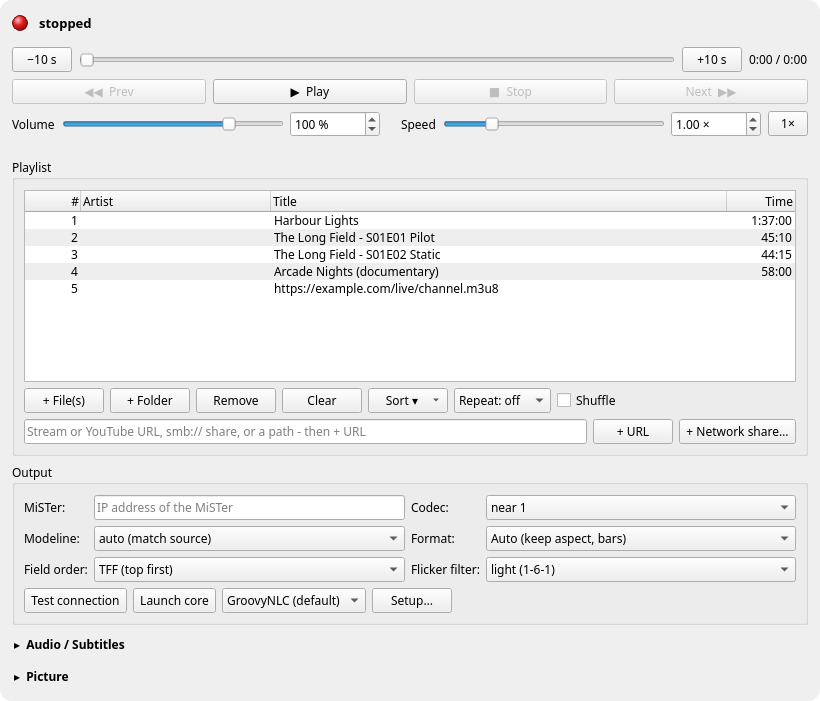 stopped
−10 s +10 s 0:00 / 0:00
◀◀ Prev ▶ Play ■ Stop Next ▶▶
Volume 100 % Speed 1.00 × 1×
Playlist
# Artist Title Time
1 Harbour Lights 1:37:00
2 The Long Field - S01E01 Pilot 45:10
3 The Long Field - S01E02 Static 44:15
4 Arcade Nights (documentary) 58:00
5 https://example.com/live/channel.m3u8
+ File(s) + Folder Remove Clear Sort ▾ Repeat: off Shuffle
Stream or YouTube URL, smb:// share, or a path - then + URL + URL + Network share...
Output
MiSTer: IP address of the MiSTer Codec: near 1
Modeline: auto (match source) Format: Auto (keep aspect, bars)
Field order: TFF (top first) Flicker filter: light (1-6-1)
Test connection Launch core GroovyNLC (default) Setup...
▸ Audio / Subtitles
▸ Picture